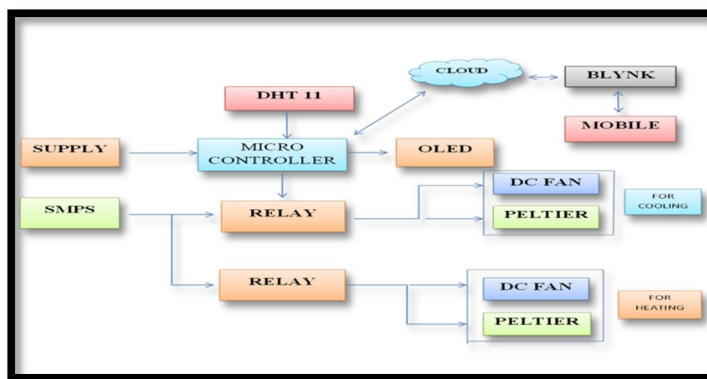 CLOUD
BLYNK
DHT 11
MOBILE
SUPPLY
MICRO
CONTROLLER
OLED
SMPS
RELAY
DC FAN
PELTIER
FOR
COOLING
RELAY
DC FAN
PELTIER
FOR
HEATING